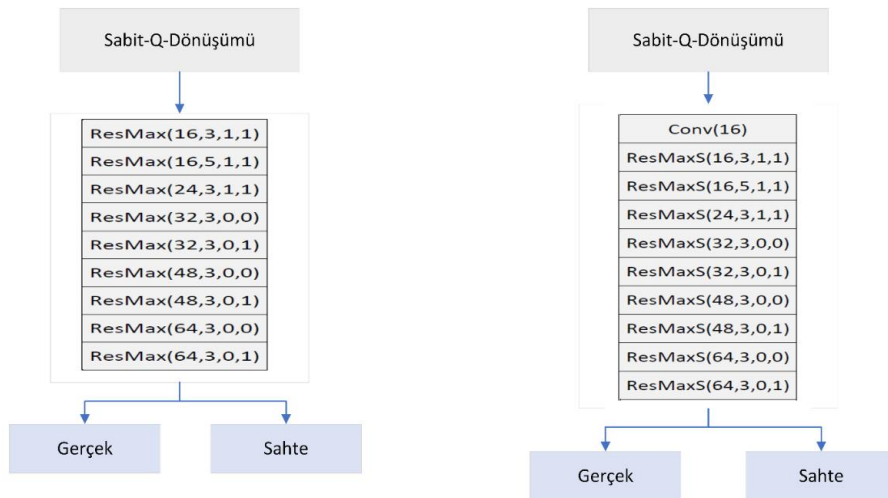 Sabit-Q-Dönüşümü
ResMax(16,3,1,1)
ResMax(16,5,1,1)
ResMax(24,3,1,1)
ResMax(32,3,0,0)
ResMax(32,3,0,1)
ResMax(48,3,0,0)
ResMax(48,3,0,1)
ResMax(64,3,0,0)
ResMax(64,3,0,1)
Gerçek
Sahte
Sabit-Q-Dönüşümü
Conv(16)
ResMaxS(16,3,1,1)
ResMaxS(16,5,1,1)
ResMaxS(24,3,1,1)
ResMaxS(32,3,0,0)
ResMaxS(32,3,0,1)
ResMaxS(48,3,0,0)
ResMaxS(48,3,0,1)
ResMaxS(64,3,0,0)
ResMaxS(64,3,0,1)
Gerçek
Sahte